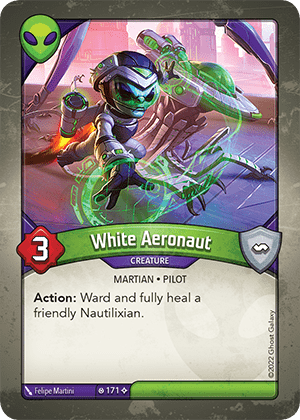 White Aeronaut
3
CREATURE
MARTIAN • PILOT
Action: Ward and fully heal a
friendly Nautilixian.
©2022 Ghost Galaxy
Felipe Martini
171